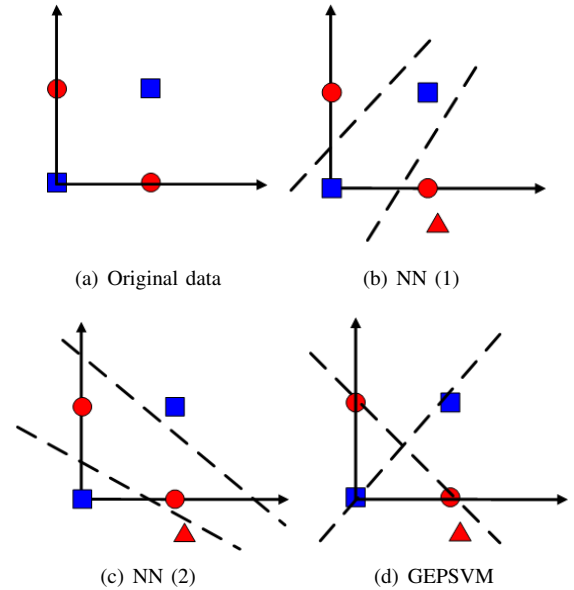 (a) Original data
(b) NN (1)
(c) NN (2)
(d) GEPSVM